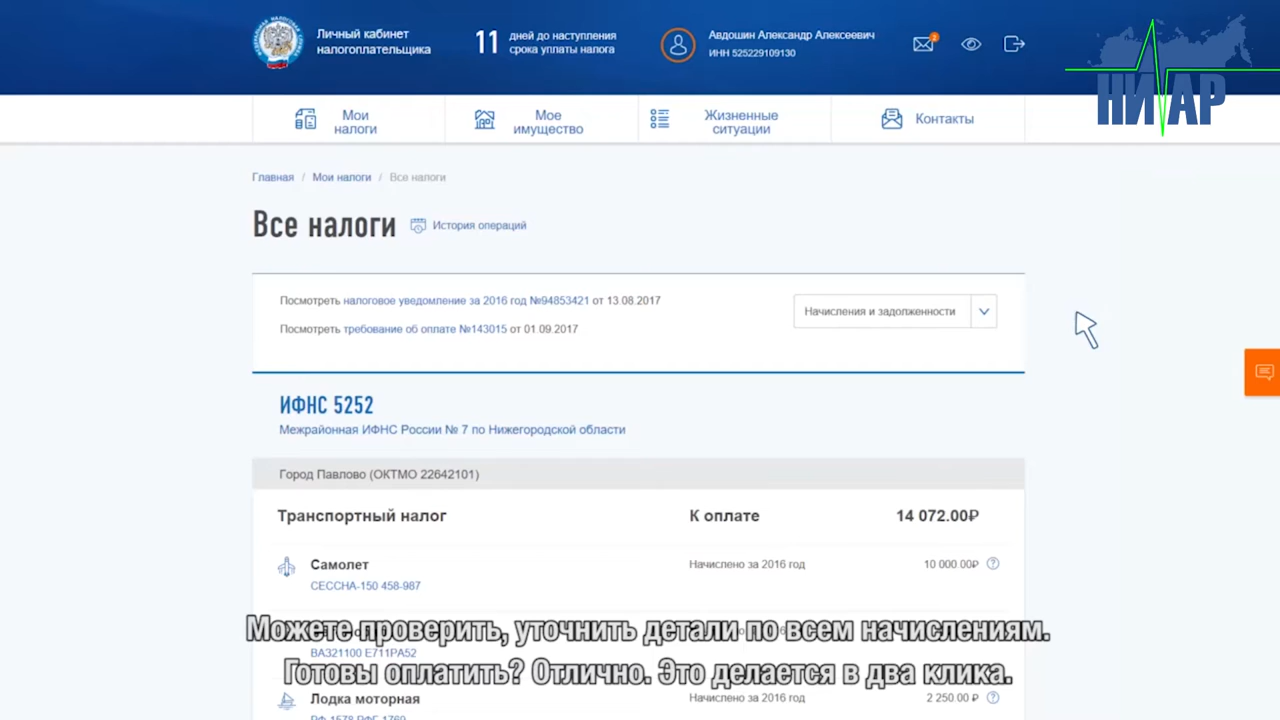 Личный кабинет
налогоплательщика
11
дней до наступления
срока уплаты налога
Авдошин Александр Алексеевич
ИНН 525229109130
2
НИАР
Мои
налоги
Мое
имущество
Жизненные
ситуации
Контакты
Главная / Мои налоги / Все налоги
Все налоги
История операций
Посмотреть налоговое уведомление за 2016 год №94853421 от 13.08.2017
Начисления и задолженности
Посмотреть требование об оплате №143015 от 01.09.2017
ИФНС 5252
Межрайонная ИФНС России № 7 по Нижегородской области
Город Павлово (ОКТМО 22642101)
Транспортный налог К оплате 14 072.00₽
Самолет Начислено за 2016 год 10 000.00₽
СЕССНА-150 458-987
Можете проверить, уточнить детали по всем начислениям.
ВАЗ21100 Е711РА52
Готовы оплатить? Отлично. Это делается в два клика.
Лодка моторная Начислено за 2016 год 2 250.00 ₽